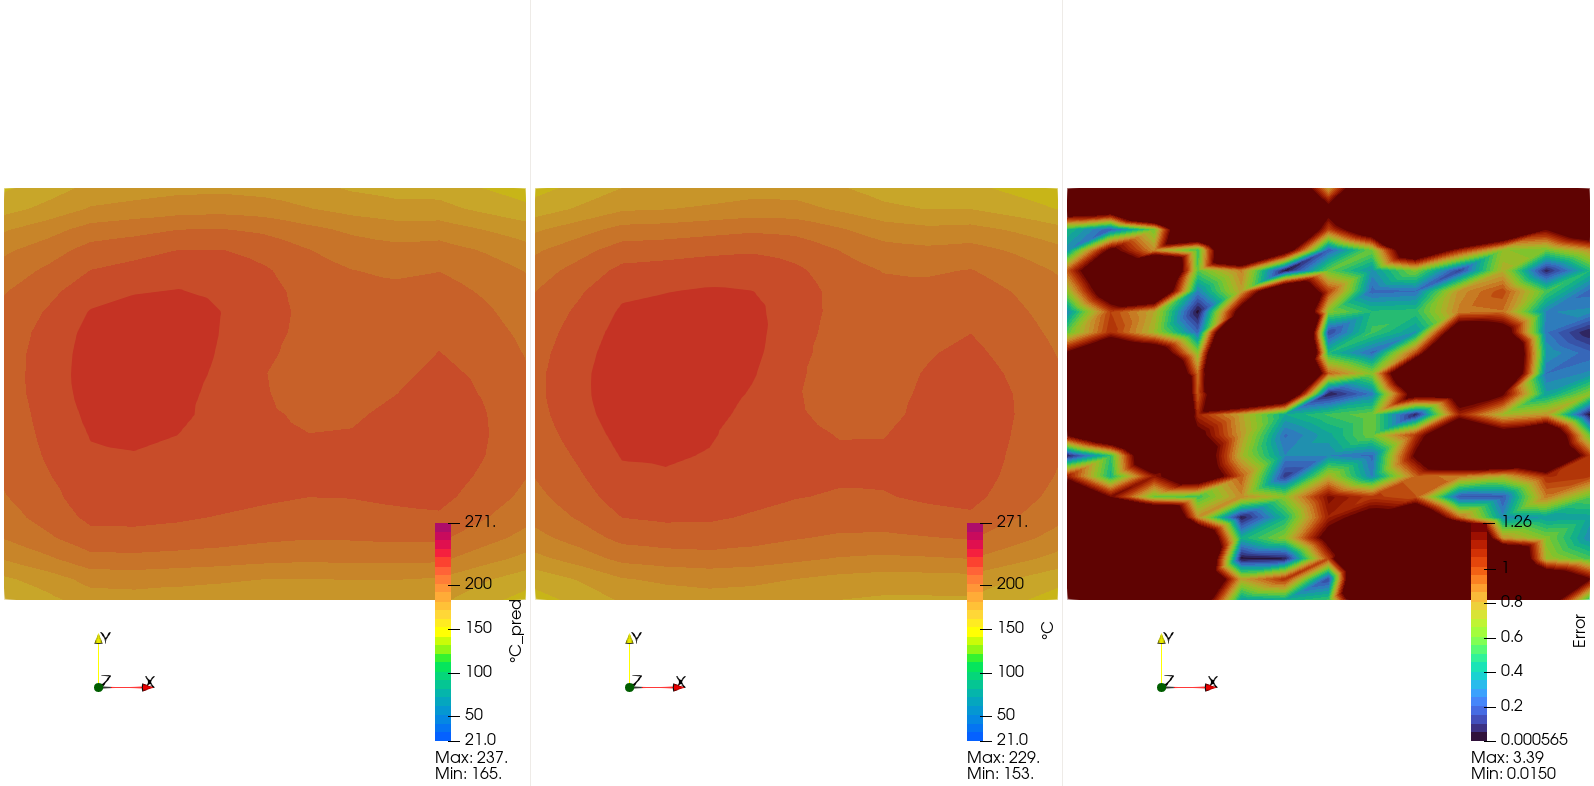 271.
200
150
100
50
21.0
°C_pred
Max: 237.
Min: 165.
Y
Z
X
271.
200
150
100
50
21.0
°C
Max: 229.
Min: 153.
Y
Z
X
1.26
1
0.8
0.6
0.4
0.2
0.000565
Error
Max: 3.39
Min: 0.0150
Y
Z
X